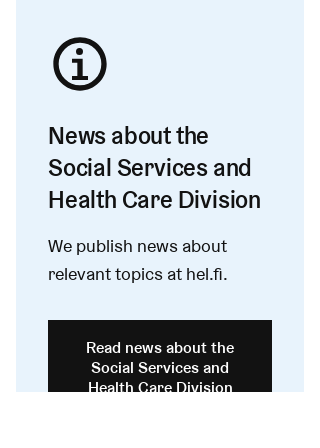 News about the
Social Services and
Health Care Division
We publish news about
relevant topics at hel.fi.
Read news about the
Social Services and
Health Care Division